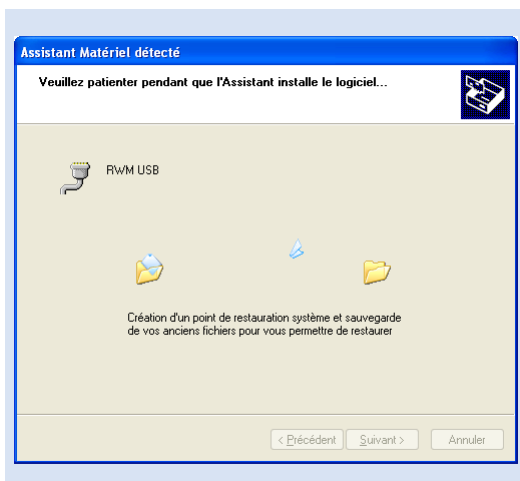 Assistant Matériel détecté
Veuillez patienter pendant que l'Assistant installe le logiciel...
RWM USB
Création d'un point de restauration système et sauvegarde
de vos anciens fichiers pour vous permettre de restaurer
< Précédent Suivant > Annuler